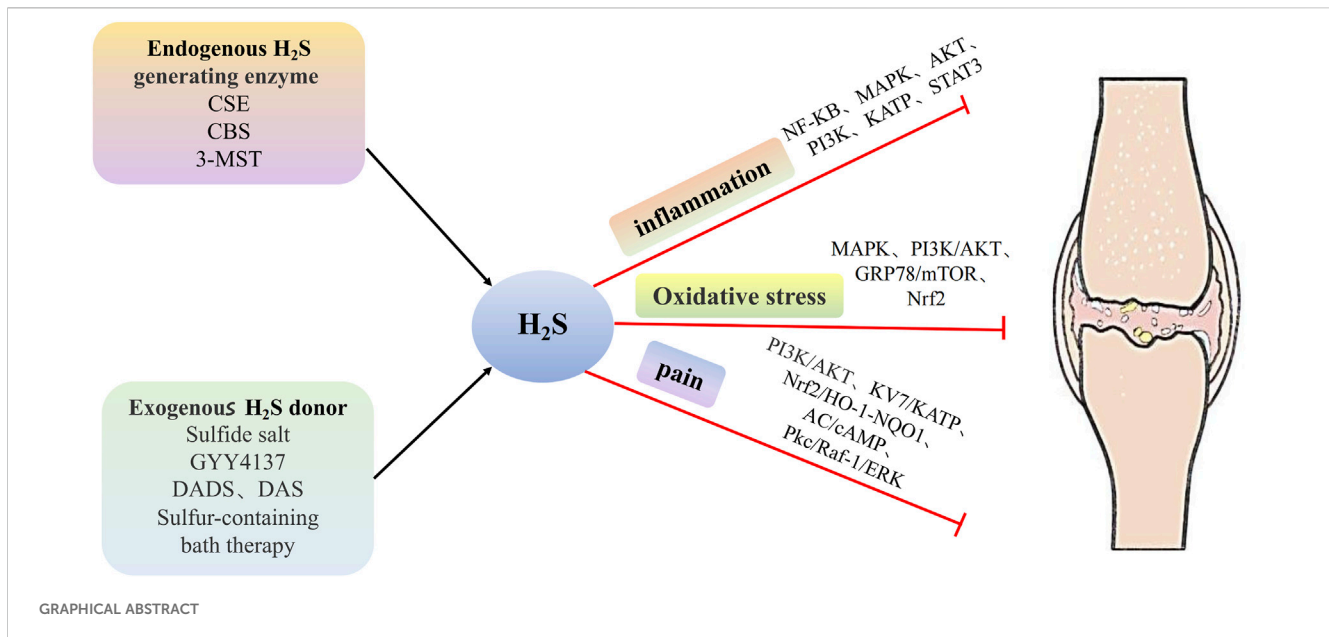 Endogenous H₂S
generating enzyme
CSE
CBS
3-MST
Exogenous H₂S donor
Sulfide salt
GYY4137
DADS、DAS
Sulfur-containing
bath therapy
H₂S
inflammation
NF-KB、MAPK、AKT、
PI3K、KATP、STAT3
Oxidative stress
MAPK、PI3K/AKT、
GRP78/mTOR、
Nrf2
pain
PI3K/AKT、KV7/KATP、
Nrf2/HO-1-NQO1、
AC/cAMP、
Pkc/Raf-1/ERK
GRAPHICAL ABSTRACT